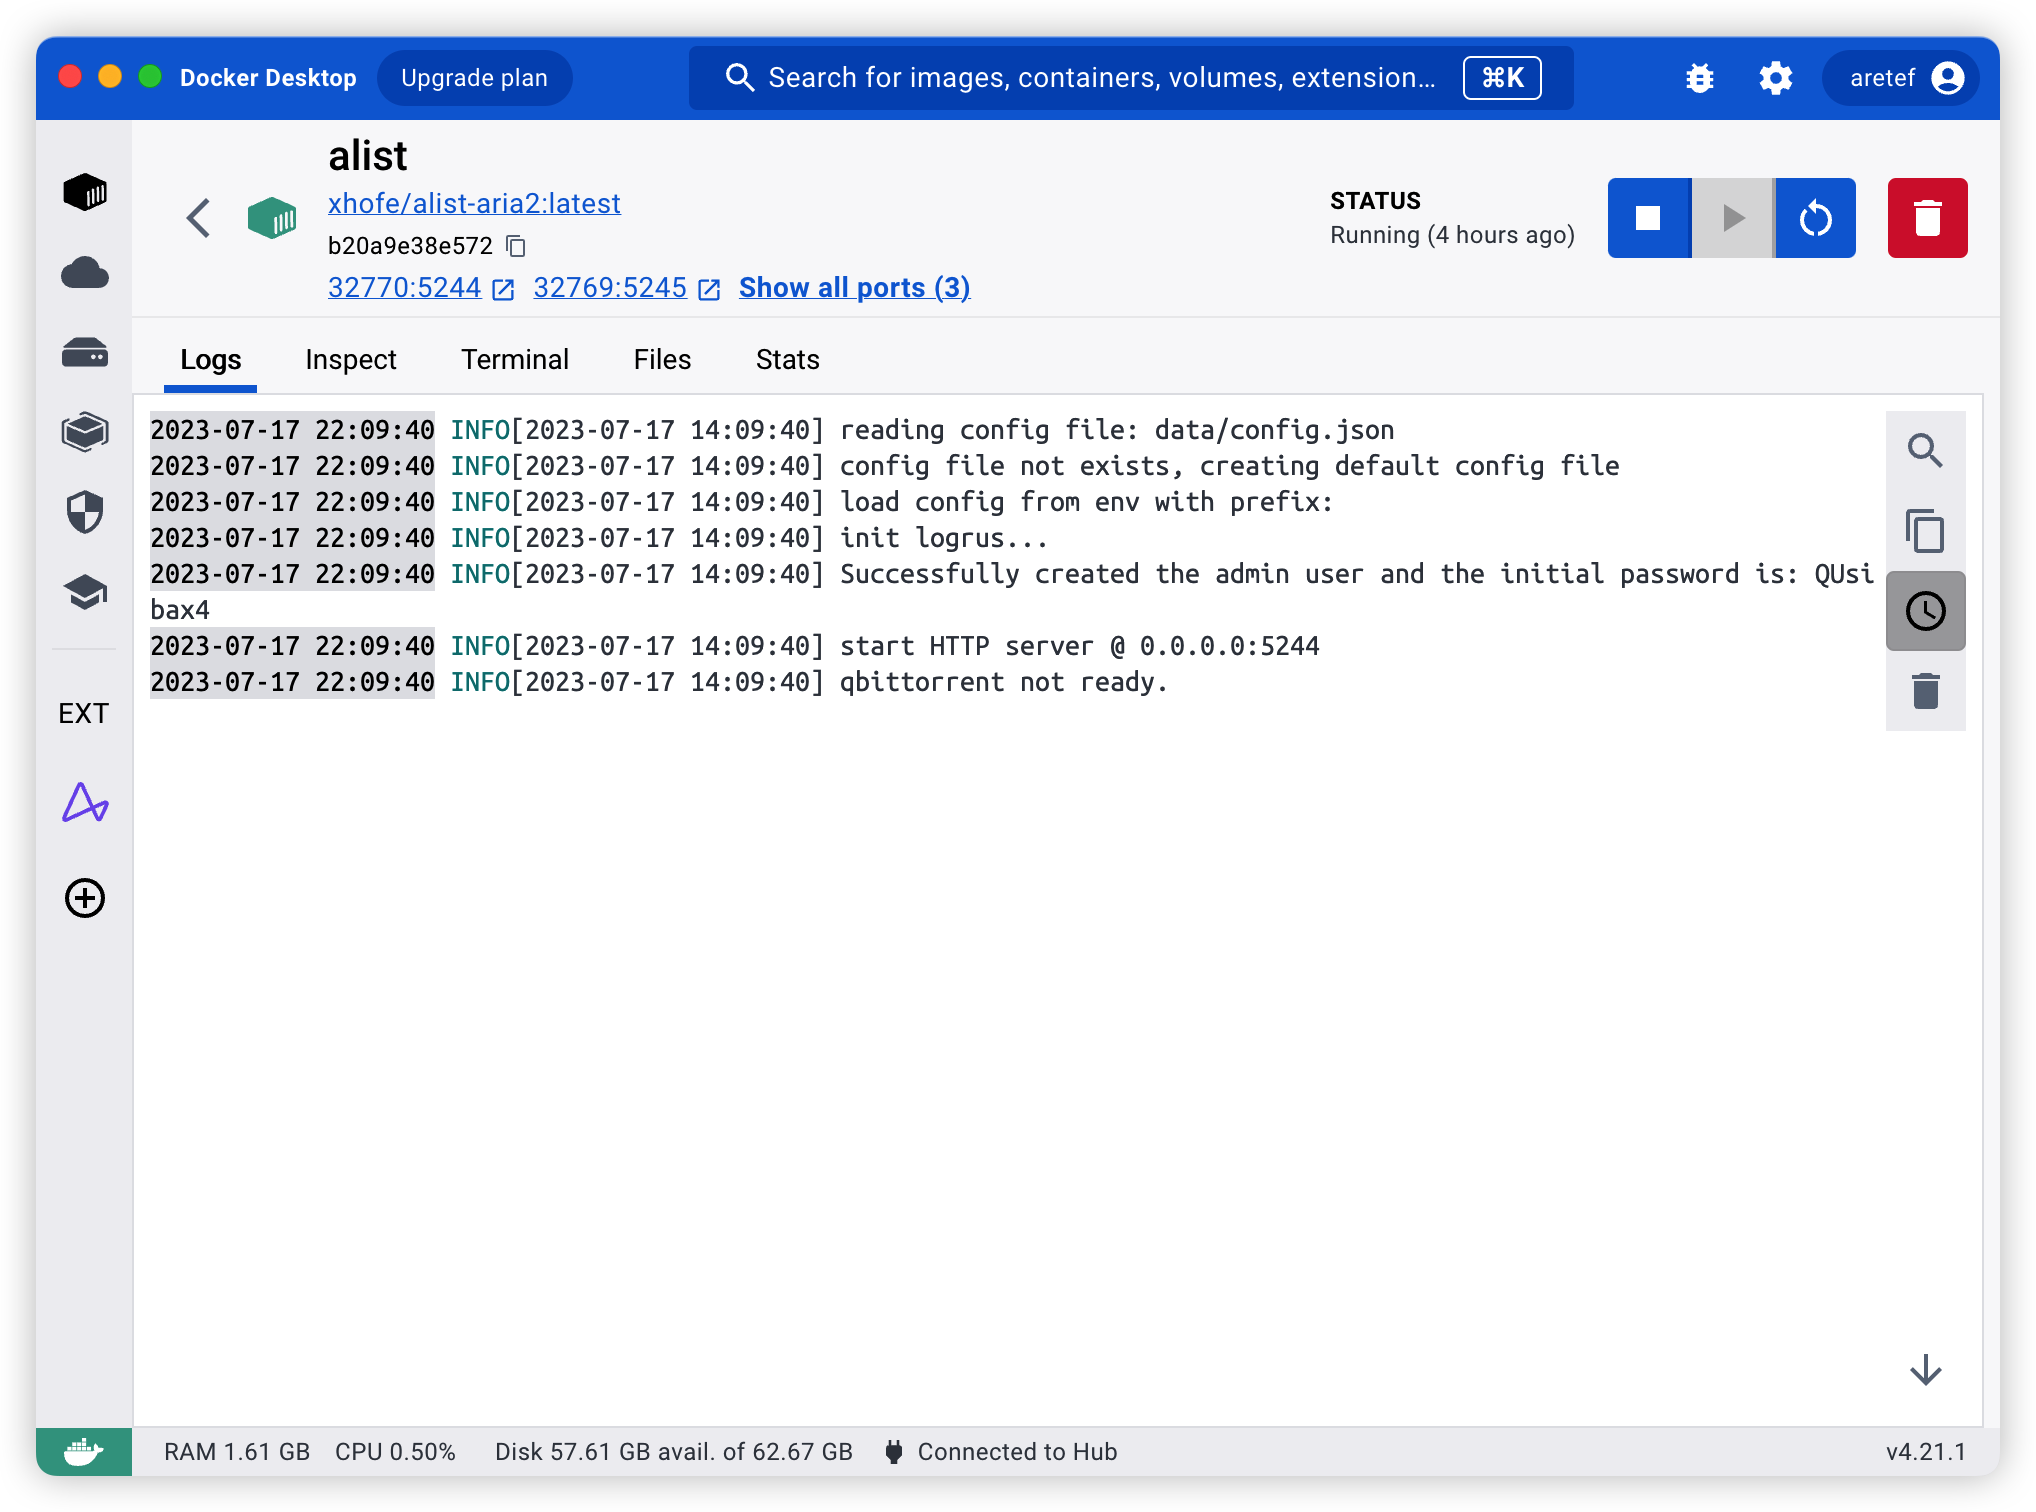 Docker Desktop Upgrade plan Search for images, containers, volumes, extension... ⌘K aretef
alist
xhofe/alist-aria2:latest
b20a9e38e572
32770:5244 32769:5245 Show all ports (3)
STATUS
Running (4 hours ago)
Logs Inspect Terminal Files Stats
2023-07-17 22:09:40 INFO[2023-07-17 14:09:40] reading config file: data/config.json
2023-07-17 22:09:40 INFO[2023-07-17 14:09:40] config file not exists, creating default config file
2023-07-17 22:09:40 INFO[2023-07-17 14:09:40] load config from env with prefix:
2023-07-17 22:09:40 INFO[2023-07-17 14:09:40] init logrus...
2023-07-17 22:09:40 INFO[2023-07-17 14:09:40] Successfully created the admin user and the initial password is: QUsi
bax4
2023-07-17 22:09:40 INFO[2023-07-17 14:09:40] start HTTP server @ 0.0.0.0:5244
2023-07-17 22:09:40 INFO[2023-07-17 14:09:40] qbittorrent not ready.
EXT
RAM 1.61 GB CPU 0.50% Disk 57.61 GB avail. of 62.67 GB Connected to Hub v4.21.1